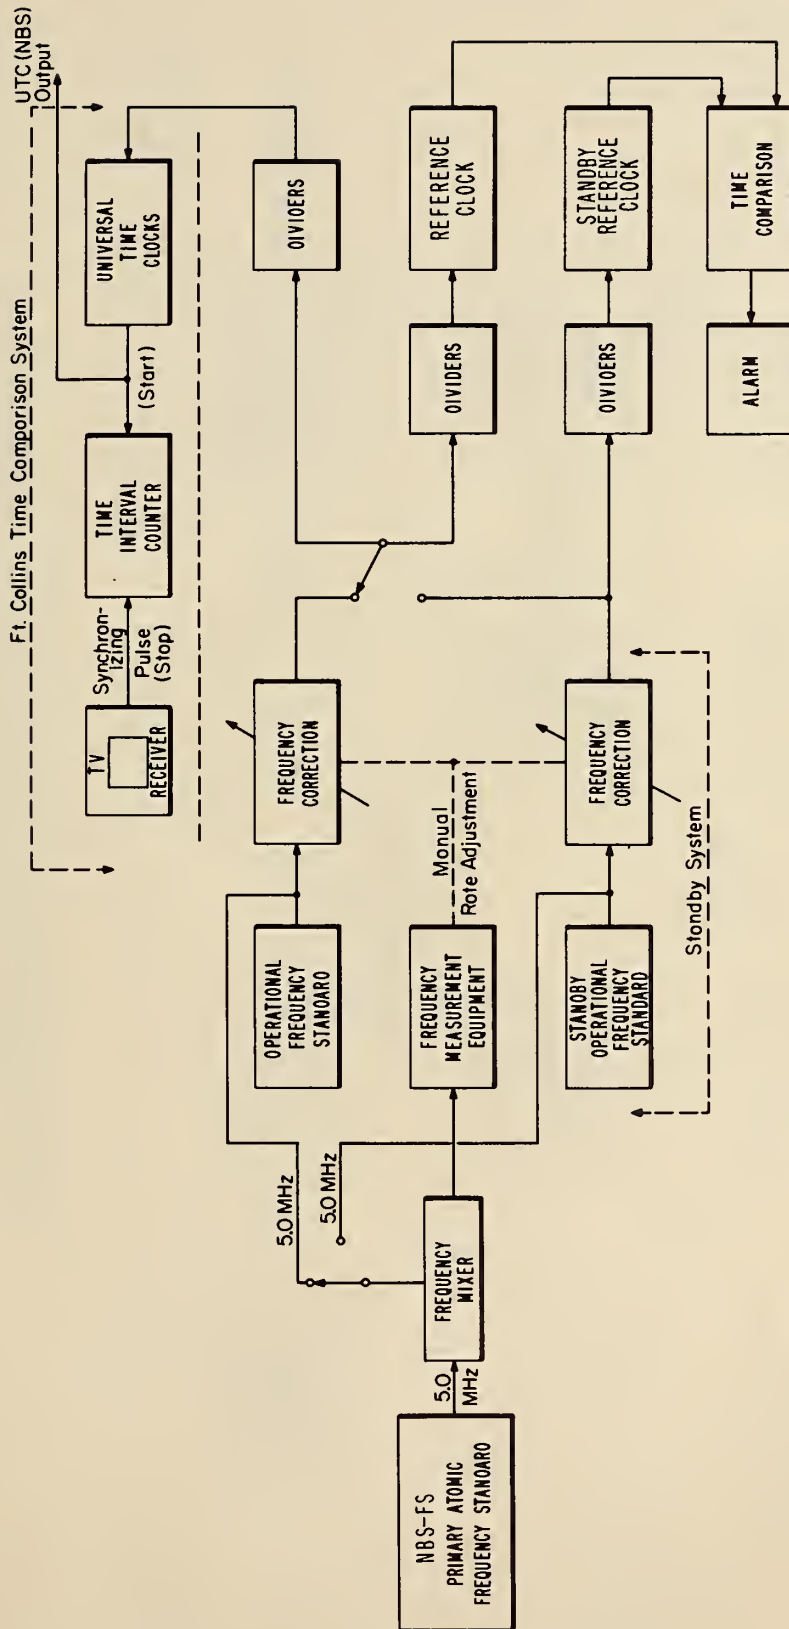 Ft. Collins Time Comparison System
UTC (NBS)
Output
TV
RECEIVER
Synchron-
izing
Pulse
(Stop)
TIME
INTERVAL
COUNTER
(Start)
UNIVERSAL
TIME
CLOCKS
5.0 MHz
5.0 MHz
OPERATIONAL
FREQUENCY
STANDARD
FREQUENCY
CORRECTION
DIVIDERS
NBS-FS
PRIMARY ATOMIC
FREQUENCY STANDARD
5.0
MHz
FREQUENCY
MIXER
FREQUENCY
MEASUREMENT
EQUIPMENT
Manual
Rate Adjustment
DIVIDERS
REFERENCE
CLOCK
STANDBY
OPERATIONAL
FREQUENCY
STANDARD
FREQUENCY
CORRECTION
DIVIDERS
STANDBY
REFERENCE
CLOCK
Standby System
ALARM
TIME
COMPARISON